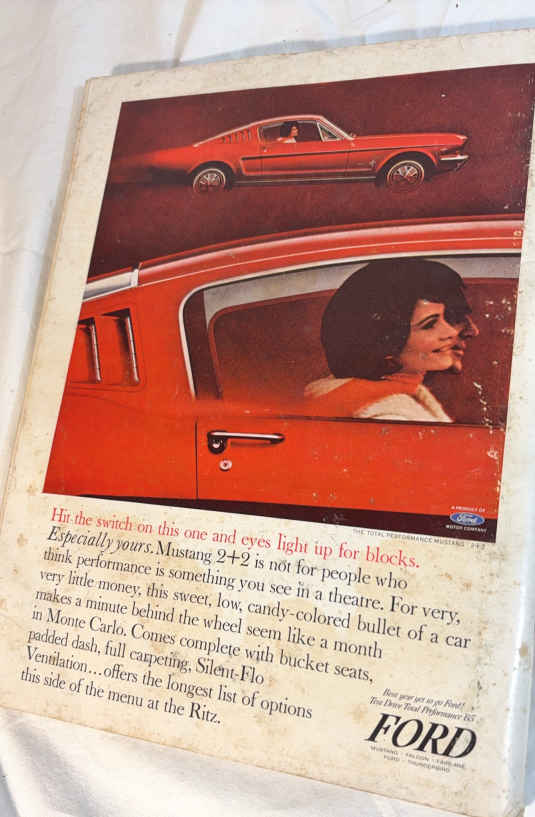 A PRODUCT OF
Ford
MOTOR COMPANY
THE TOTAL PERFORMANCE MUSTANG 2+2
Hit the switch on this one and eyes light up for blocks.
Especially yours. Mustang 2+2 is not for people who
think performance is something you see in a theatre. For very,
very little money, this sweet, low, candy-colored bullet of a car
makes a minute behind the wheel seem like a month
in Monte Carlo. Comes complete with bucket seats,
padded dash, full carpeting, Silent-Flo
Ventilation...offers the longest list of options
this side of the menu at the Ritz.
Best year yet to go Ford!
Test Drive Total Performance '65
FORD
MUSTANG · FALCON · FAIRLANE
FORD · THUNDERBIRD